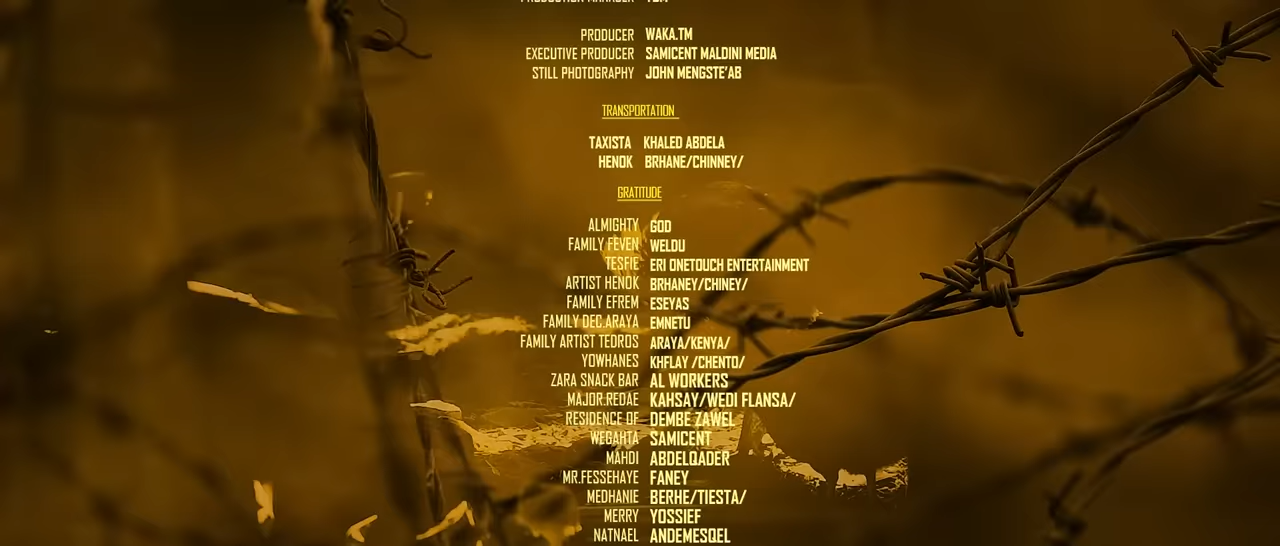 PRODUCTION MANAGER TOM
PRODUCER WAKA.TM
EXECUTIVE PRODUCER SAMICENT MALDINI MEDIA
STILL PHOTOGRAPHY JOHN MENGSTE'AB
TRANSPORTATION
TAXISTA KHALED ABDELA
HENOK BRHANE/CHINNEY/
GRATITUDE
ALMIGHTY GOD
FAMILY FEVEN WELDU
TESFIE ERI ONETOUCH ENTERTAINMENT
ARTIST HENOK BRHANEY/CHINEY/
FAMILY EFREM ESEYAS
FAMILY DEC.ARAYA EMNETU
FAMILY ARTIST TEDROS ARAYA/KENYA/
YOWHANES KHFLAY /CHENTO/
ZARA SNACK BAR AL WORKERS
MAJOR.REDAE KAHSAY/WEDI FLANSA/
RESIDENCE OF DEMBE ZAWEL
WEGAHTA SAMICENT
MAHDI ABDELQADER
MR.FESSEHAYE FANEY
MEDHANIE BERHE/TIESTA/
MERRY YOSSIEF
NATNAEL ANDEMESQEL